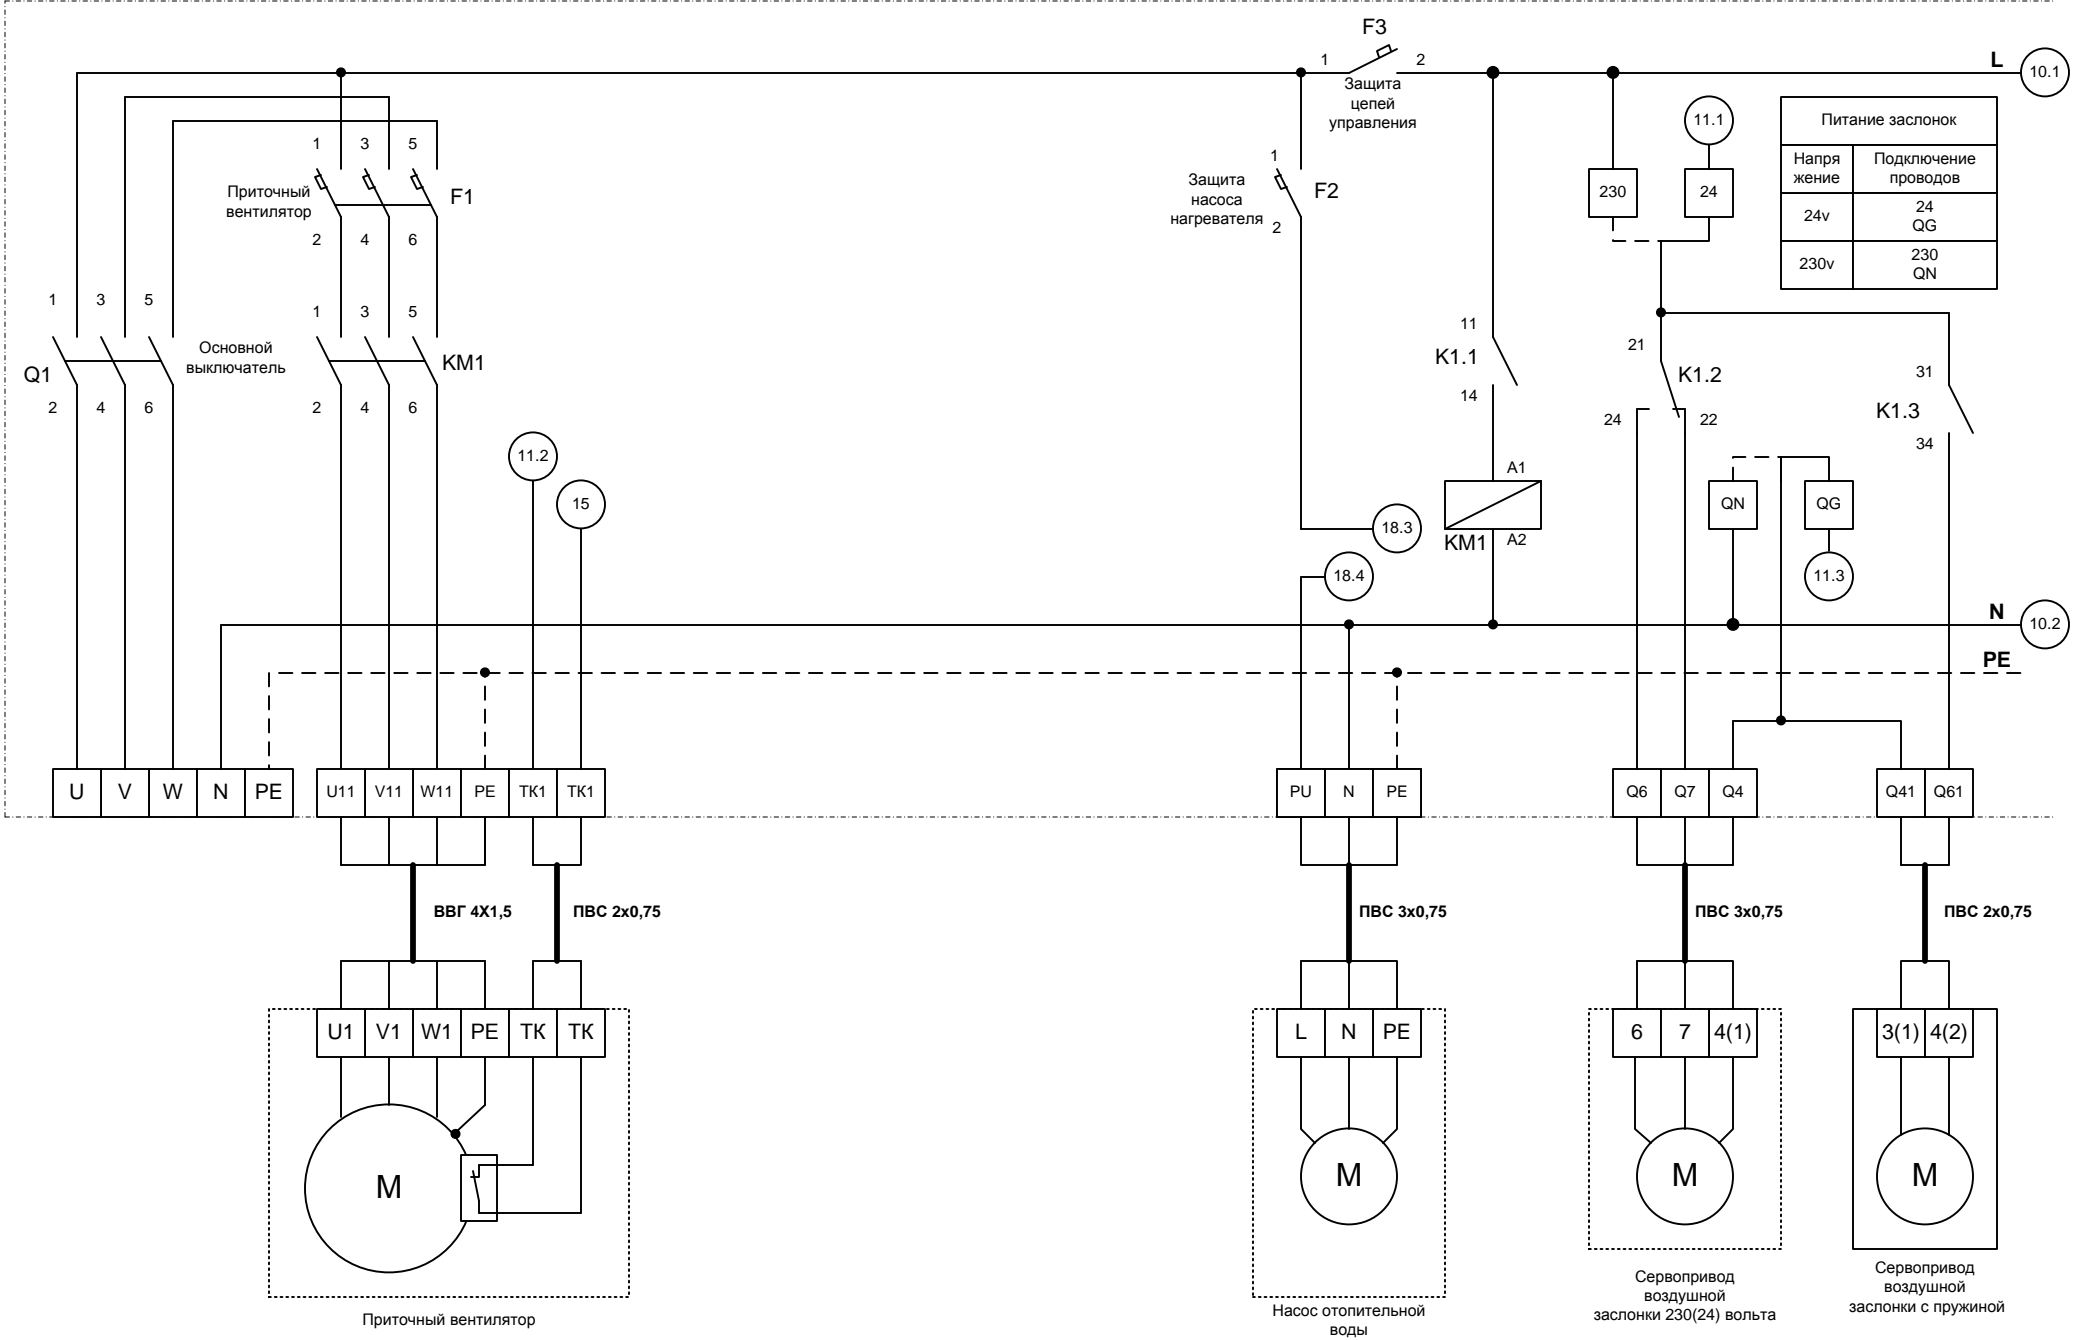 F3
1
2
L
10.1
Защита
цепей
управления
11.1
Питание заслонок
Напря
жение
Подключение
проводов
24v
24
QG
230v
230
QN
1
3
5
Приточный
вентилятор
F1
2
4
6
1
Защита
насоса
нагревателя
F2
2
230
24
1
3
5
Q1
Основной
выключатель
2
4
6
1
3
5
KM1
2
4
6
11
K1.1
14
21
K1.2
24
22
31
K1.3
34
11.2
15
A1
KM1
A2
18.3
18.4
QN
QG
11.3
N
10.2
PE
U
V
W
N
PE
U11
V11
W11
PE
ТК1
ТК1
PU
N
PE
Q6
Q7
Q4
Q41
Q61
ВВГ 4Х1,5
ПВС 2х0,75
ПВС 3х0,75
ПВС 3х0,75
ПВС 2х0,75
U1
V1
W1
PE
ТК
ТК
L
N
PE
6
7
4(1)
3(1)
4(2)
M
M
M
M
Приточный вентилятор
Насос отопительной
воды
Сервопривод
воздушной
заслонки 230(24) вольта
Сервопривод
воздушной
заслонки с пружиной